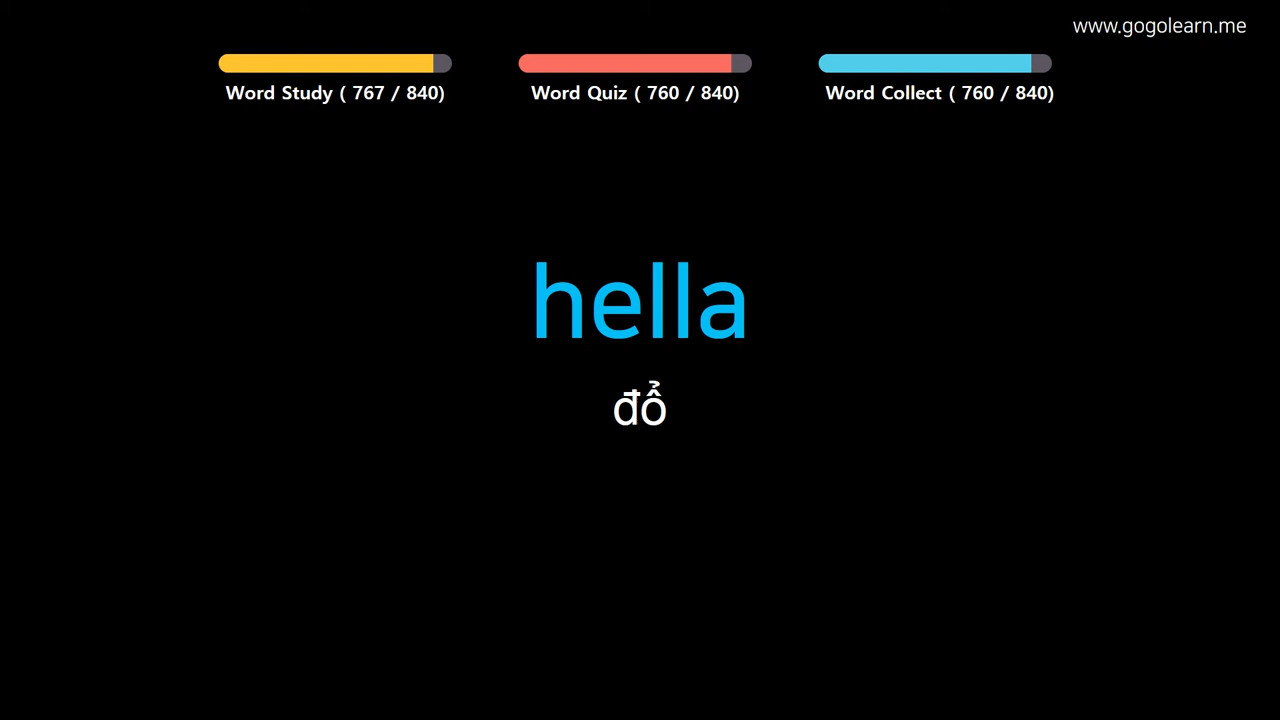 www.gogolearn.me
Word Study ( 767 / 840)
Word Quiz ( 760 / 840)
Word Collect ( 760 / 840)
hella
đổ